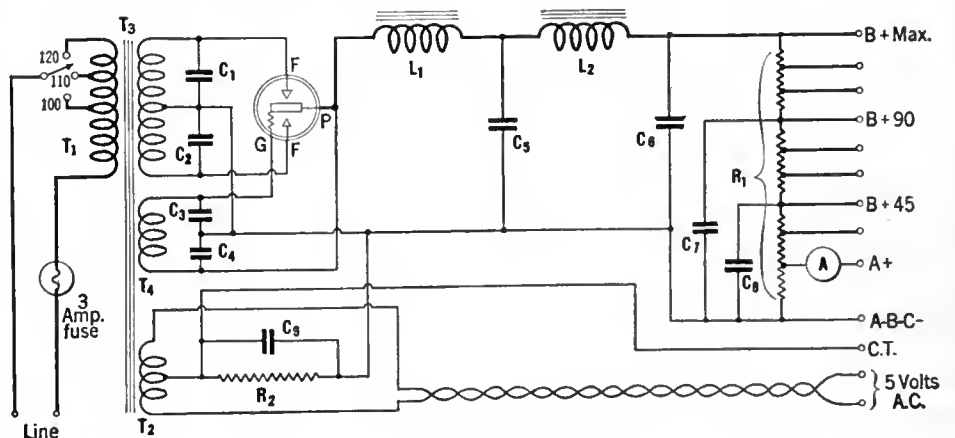 T3
120
110
100
T1
3
Amp.
fuse
Line
C1
C2
C3
C4
T4
T2
F
G
P
F
L1
L2
C5
C6
C7
C8
R1
C9
R2
A
B + Max.
B + 90
B + 45
A+
A-B-C-
C.T.
5 Volts
A.C.